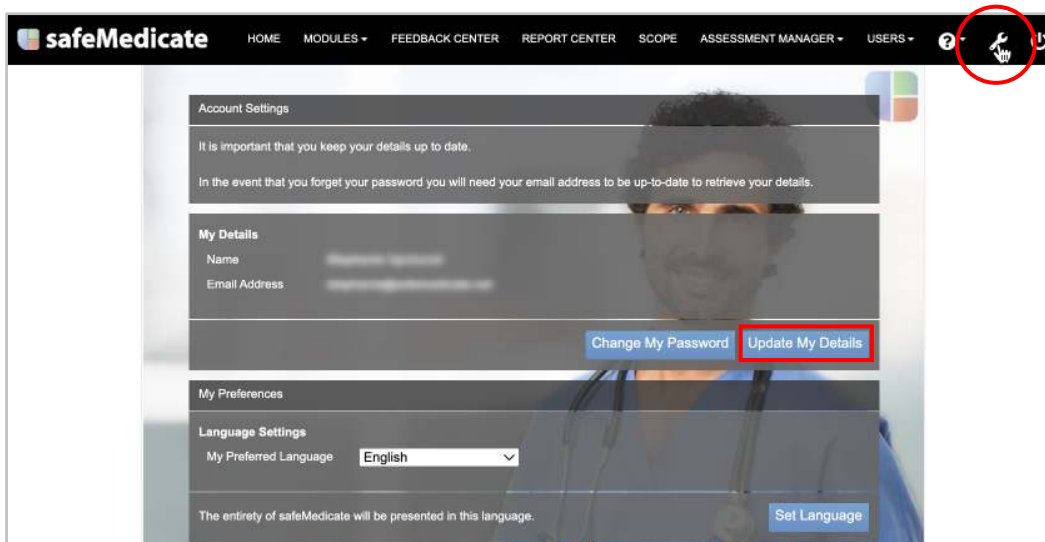 safeMedicate HOME MODULES FEEDBACK CENTER REPORT CENTER SCOPE ASSESSMENT MANAGER USERS ?
Account Settings
It is important that you keep your details up to date.
In the event that you forget your password you will need your email address to be up-to-date to retrieve your details.
My Details
Name
Email Address
Change My Password Update My Details
My Preferences
Language Settings
My Preferred Language English
The entirety of safeMedicate will be presented in this language. Set Language